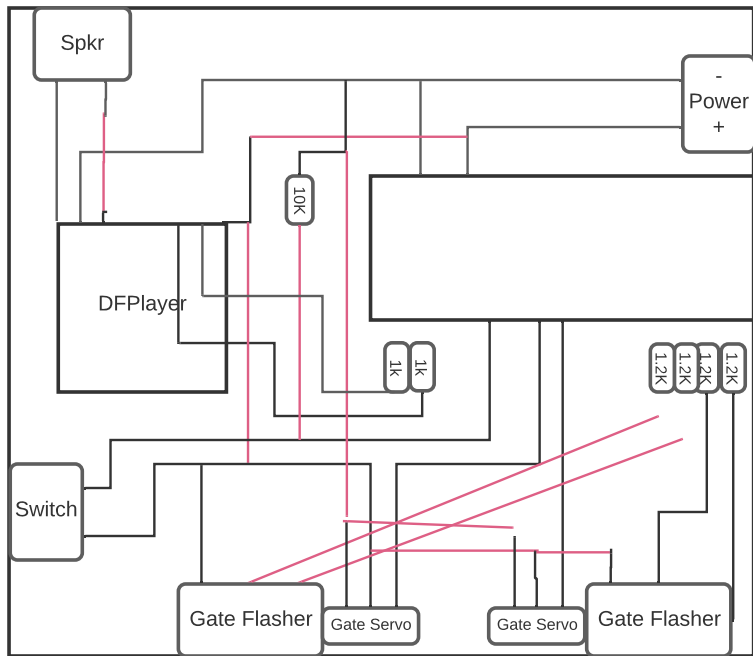 Spkr
-
Power
+
10K
DFPlayer
1k
1k
1.2K
1.2K
1.2K
1.2K
Switch
Gate Flasher
Gate Servo
Gate Servo
Gate Flasher